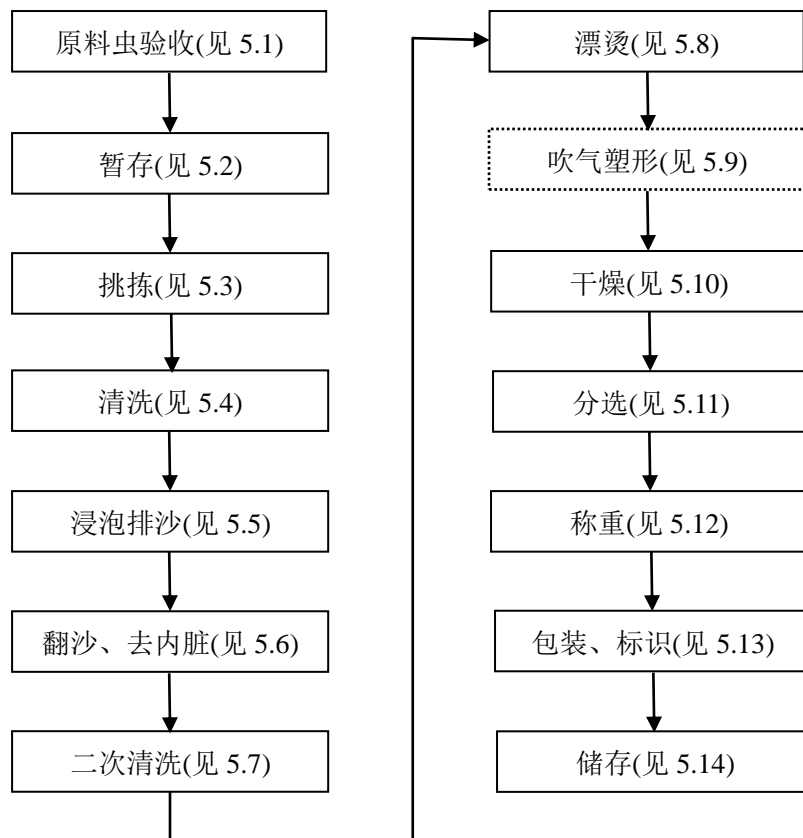 原料虫验收(见 5.1)
暂存(见 5.2)
挑拣(见 5.3)
清洗(见 5.4)
浸泡排沙(见 5.5)
翻沙、去内脏(见 5.6)
二次清洗(见 5.7)
漂烫(见 5.8)
吹气塑形(见 5.9)
干燥(见 5.10)
分选(见 5.11)
称重(见 5.12)
包装、标识(见 5.13)
储存(见 5.14)